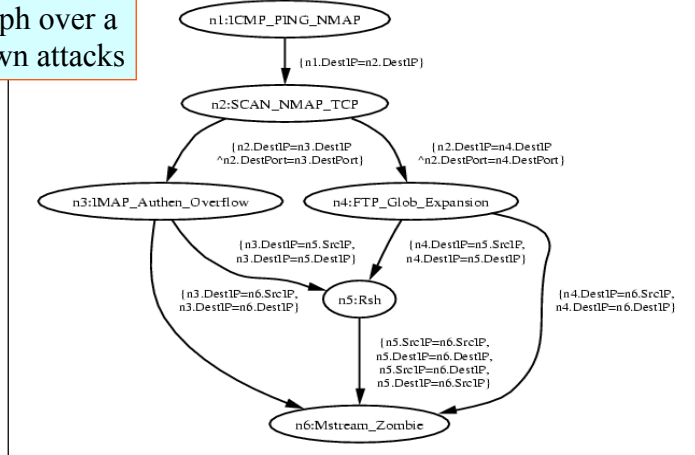 ph over a
wn attacks
n1:ICMP_PING_NMAP
{n1.DestIP=n2.DestIP}
n2:SCAN_NMAP_TCP
{n2.DestIP=n3.DestIP
^n2.DestPort=n3.DestPort}
{n2.DestIP=n4.DestIP
^n2.DestPort=n4.DestPort}
n3:IMAP_Authen_Overflow
n4:FTP_Glob_Expansion
{n3.DestIP=n5.SrcIP,
n3.DestIP=n5.DestIP}
{n4.DestIP=n5.SrcIP,
n4.DestIP=n5.DestIP}
{n3.DestIP=n6.SrcIP,
n3.DestIP=n6.DestIP}
n5:Rsh
{n4.DestIP=n6.SrcIP,
n4.DestIP=n6.DestIP}
{n5.SrcIP=n6.SrcIP,
n5.DestIP=n6.DestIP,
n5.SrcIP=n6.DestIP,
n5.DestIP=n6.SrcIP}
n6:Mstream_Zombie